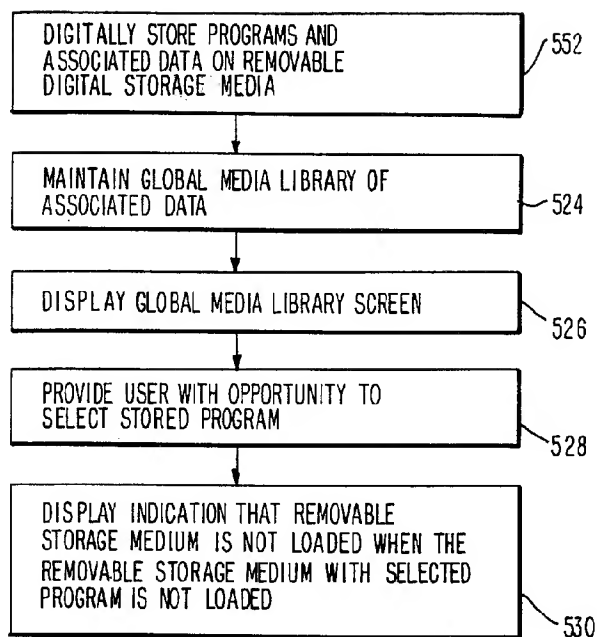 DIGITALLY STORE PROGRAMS AND
ASSOCIATED DATA ON REMOVABLE
DIGITAL STORAGE MEDIA
552
MAINTAIN GLOBAL MEDIA LIBRARY OF
ASSOCIATED DATA
524
DISPLAY GLOBAL MEDIA LIBRARY SCREEN
526
PROVIDE USER WITH OPPORTUNITY TO
SELECT STORED PROGRAM
528
DISPLAY INDICATION THAT REMOVABLE
STORAGE MEDIUM IS NOT LOADED WHEN THE
REMOVABLE STORAGE MEDIUM WITH SELECTED
PROGRAM IS NOT LOADED
530